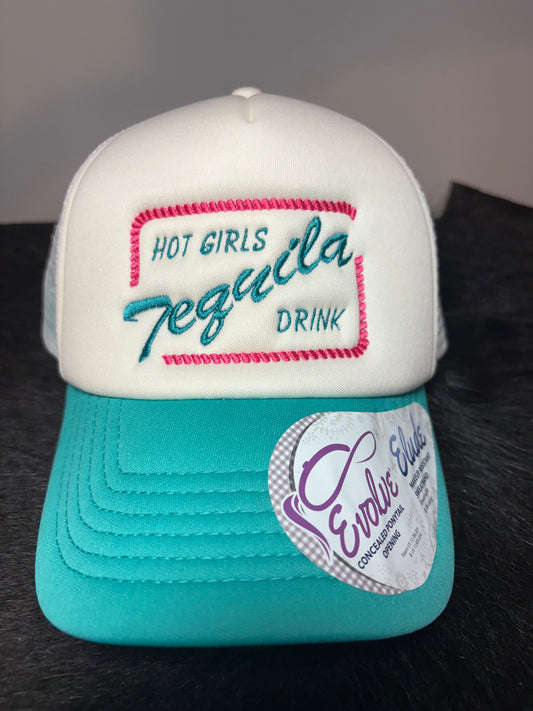 HOT GIRLS
Tequila
DRINK
Evolve
CONCEALED PONYTAIL
OPENING
Elude